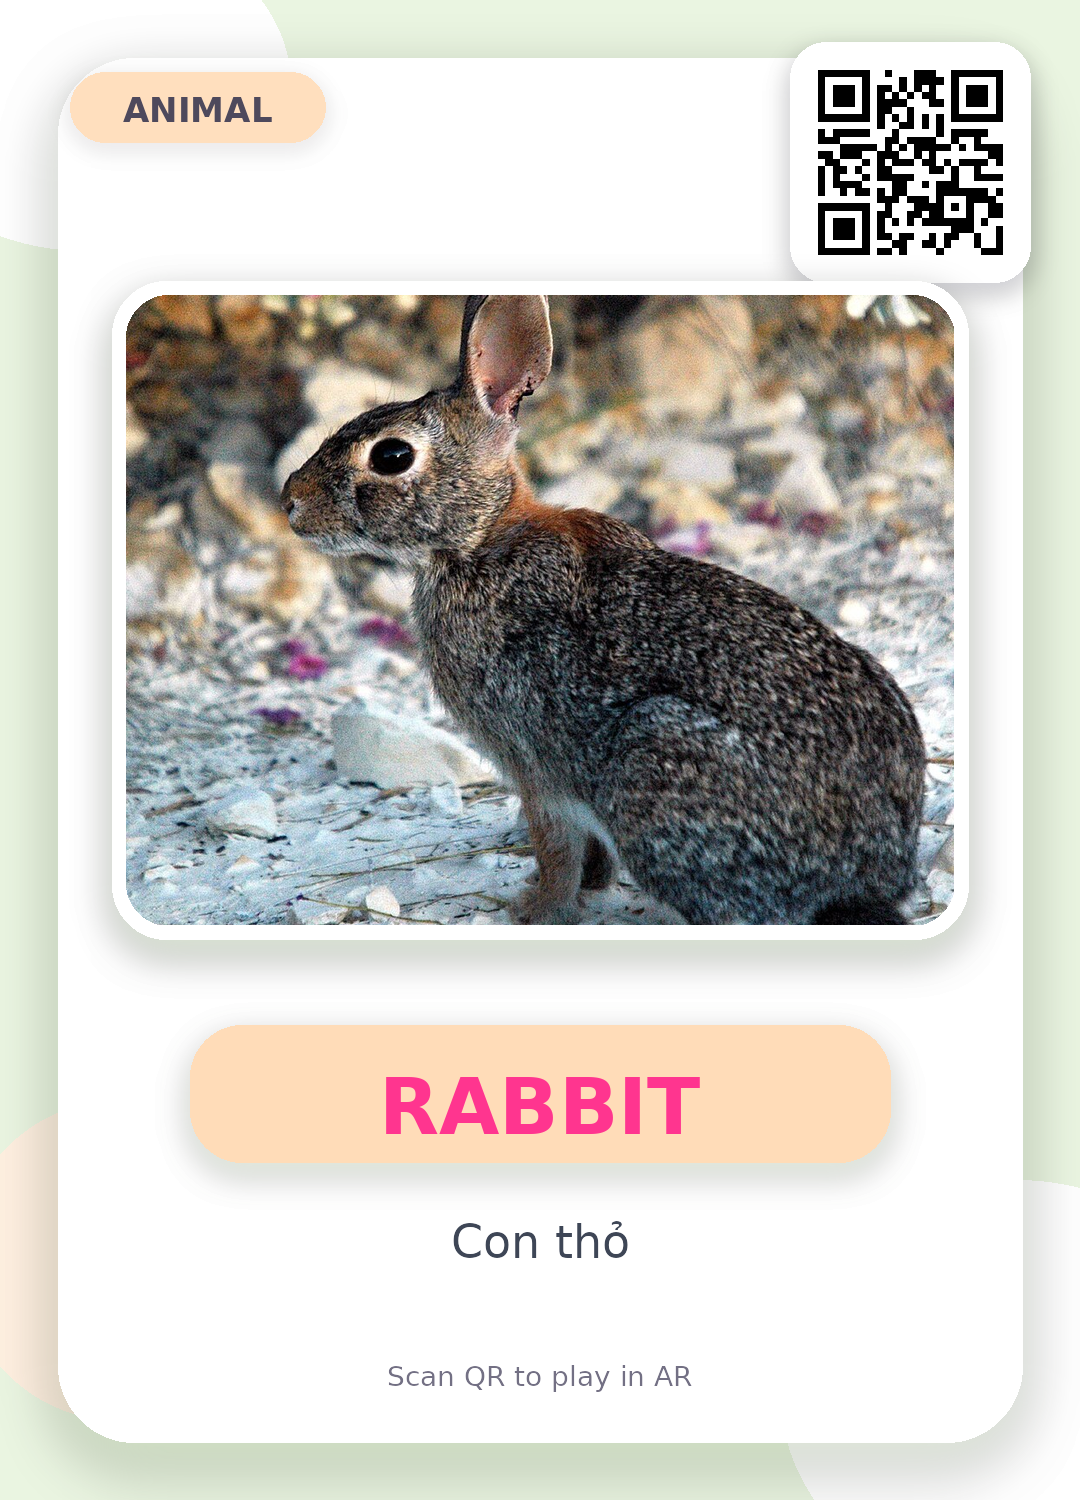 ANIMAL
RABBIT
Con thỏ
Scan QR to play in AR